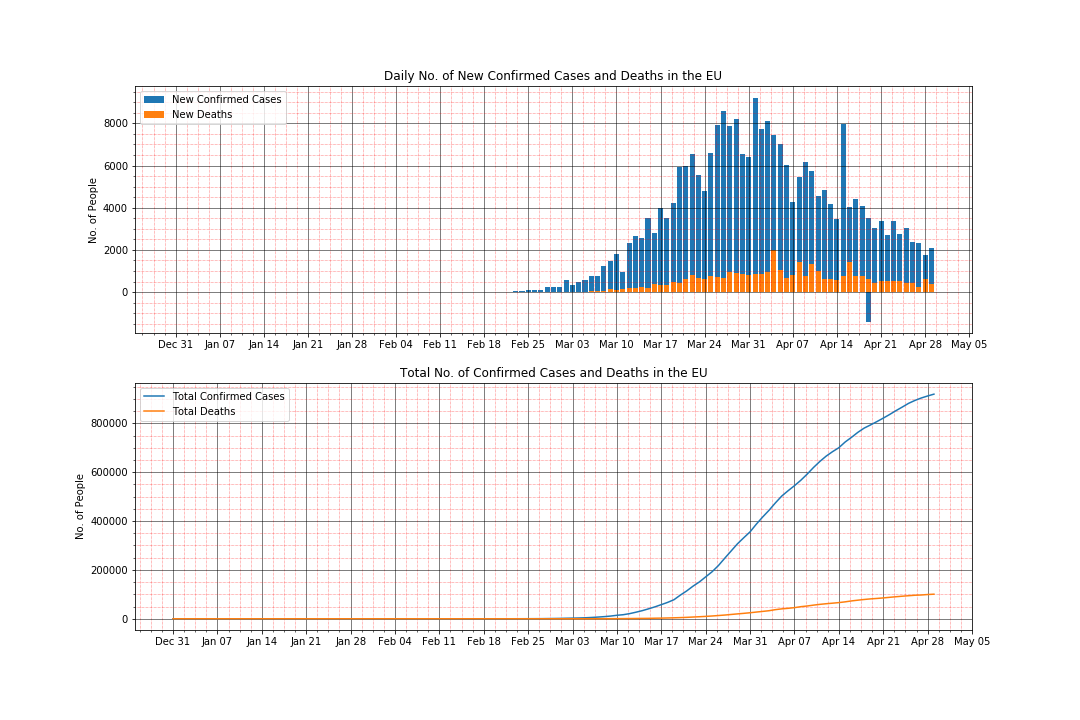 Daily No. of New Confirmed Cases and Deaths in the EU
New Confirmed Cases
New Deaths
No. of People
8000
6000
4000
2000
0
Dec 31 Jan 07 Jan 14 Jan 21 Jan 28 Feb 04 Feb 11 Feb 18 Feb 25 Mar 03 Mar 10 Mar 17 Mar 24 Mar 31 Apr 07 Apr 14 Apr 21 Apr 28 May 05
Total No. of Confirmed Cases and Deaths in the EU
Total Confirmed Cases
Total Deaths
No. of People
800000
600000
400000
200000
0
Dec 31 Jan 07 Jan 14 Jan 21 Jan 28 Feb 04 Feb 11 Feb 18 Feb 25 Mar 03 Mar 10 Mar 17 Mar 24 Mar 31 Apr 07 Apr 14 Apr 21 Apr 28 May 05